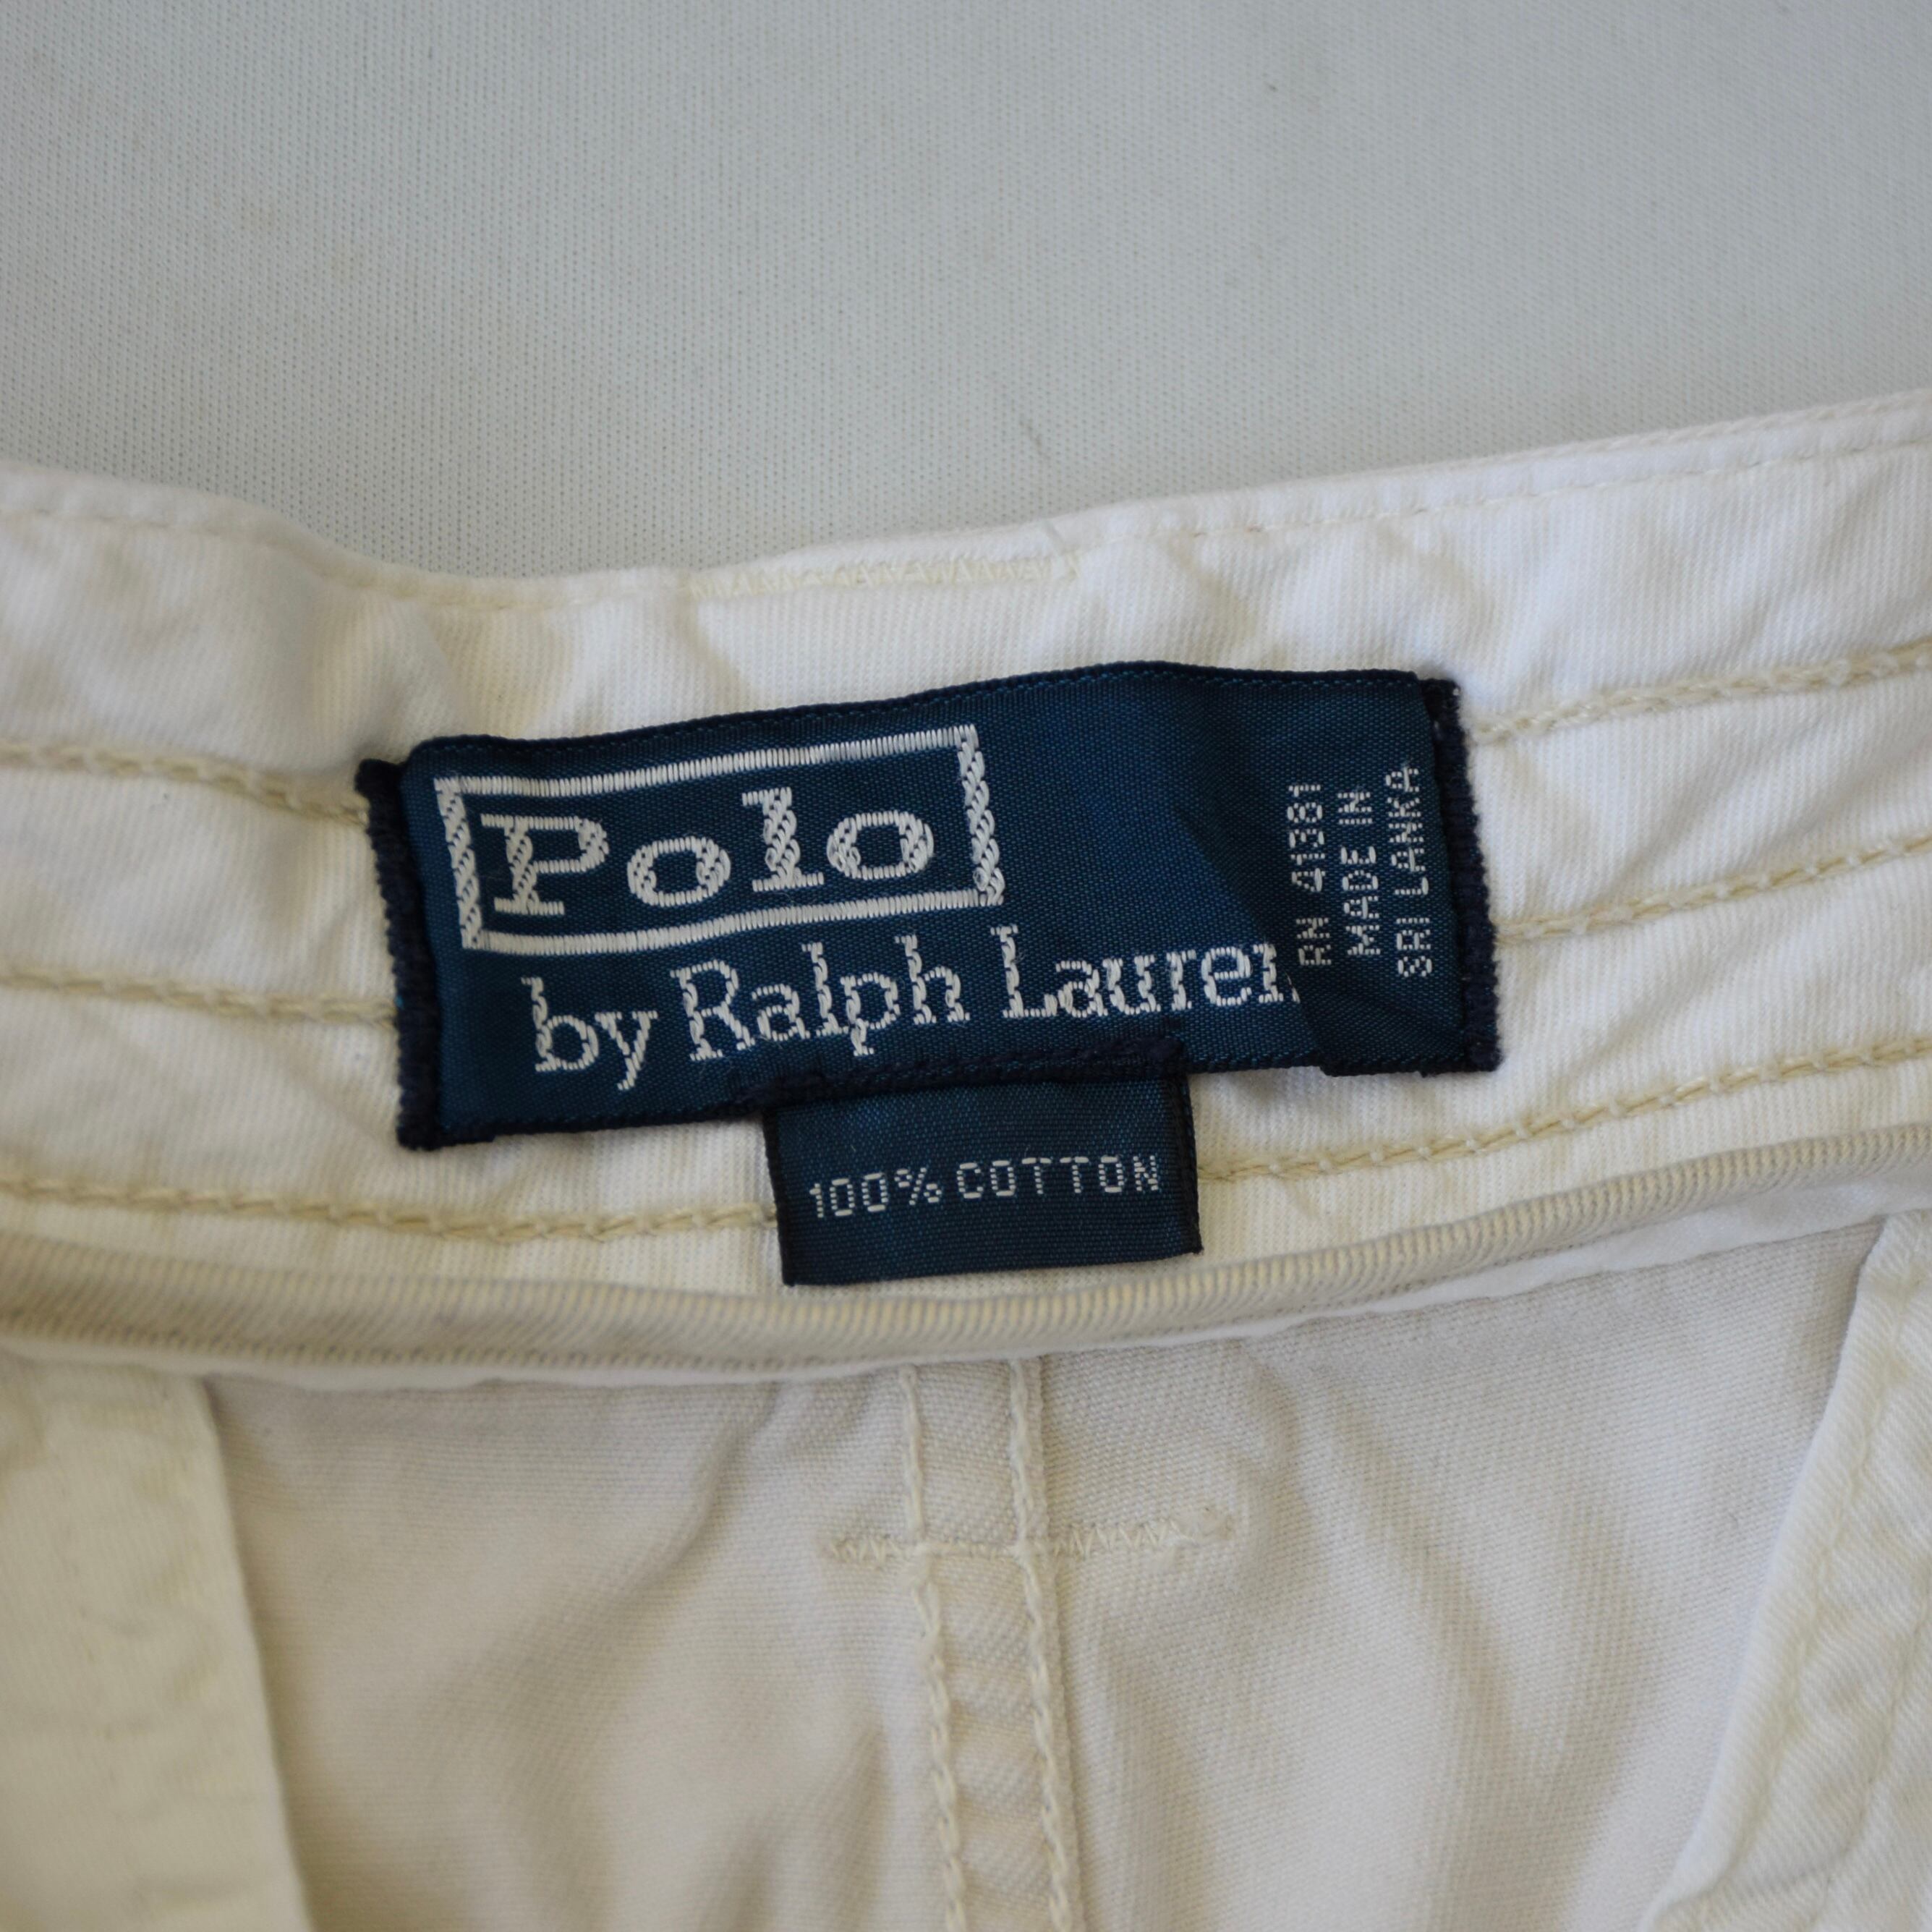 Polo
by Ralph Lauren
RN 41381
MADE IN
SRI LANKA
100% COTTON